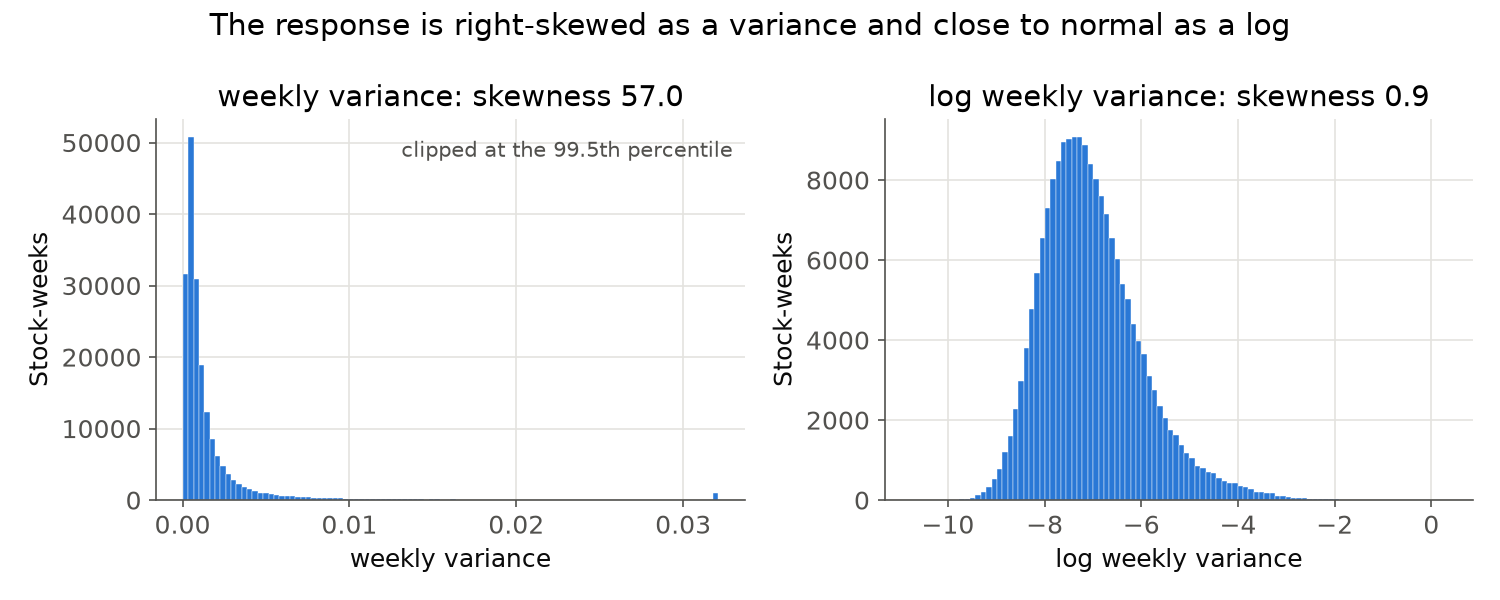 The response is right-skewed as a variance and close to normal as a log
weekly variance: skewness 57.0
clipped at the 99.5th percentile
Stock-weeks
50000
40000
30000
20000
10000
0
0.00 0.01 0.02 0.03
weekly variance
log weekly variance: skewness 0.9
Stock-weeks
8000
6000
4000
2000
0
−10 −8 −6 −4 −2 0
log weekly variance